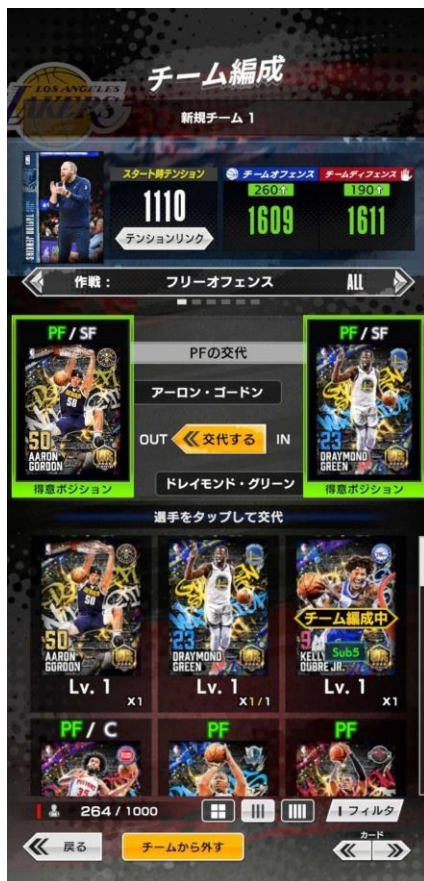 LOS ANGELES
LAKERS
チーム編成
新規チーム 1
TAYLOR JENKINS
スタート時テンション
1110
テンションリンク
チームオフェンス
260↑
1609
チームディフェンス
190↑
1611
作戦： フリーオフェンス ALL
PF / SF
50
AARON
GORDON
得意ポジション
PFの交代
アーロン・ゴードン
OUT 交代する IN
ドレイモンド・グリーン
PF / SF
23
DRAYMOND
GREEN
得意ポジション
選手をタップして交代
50
AARON
GORDON
Lv. 1
x1
23
DRAYMOND
GREEN
Lv. 1
x1/1
チーム編成中
9
Sub5
KELLY
OUBRE JR.
Lv. 1
x1
PF / C
PF
PF
264 / 1000
フィルタ
戻る
チームから外す
カード